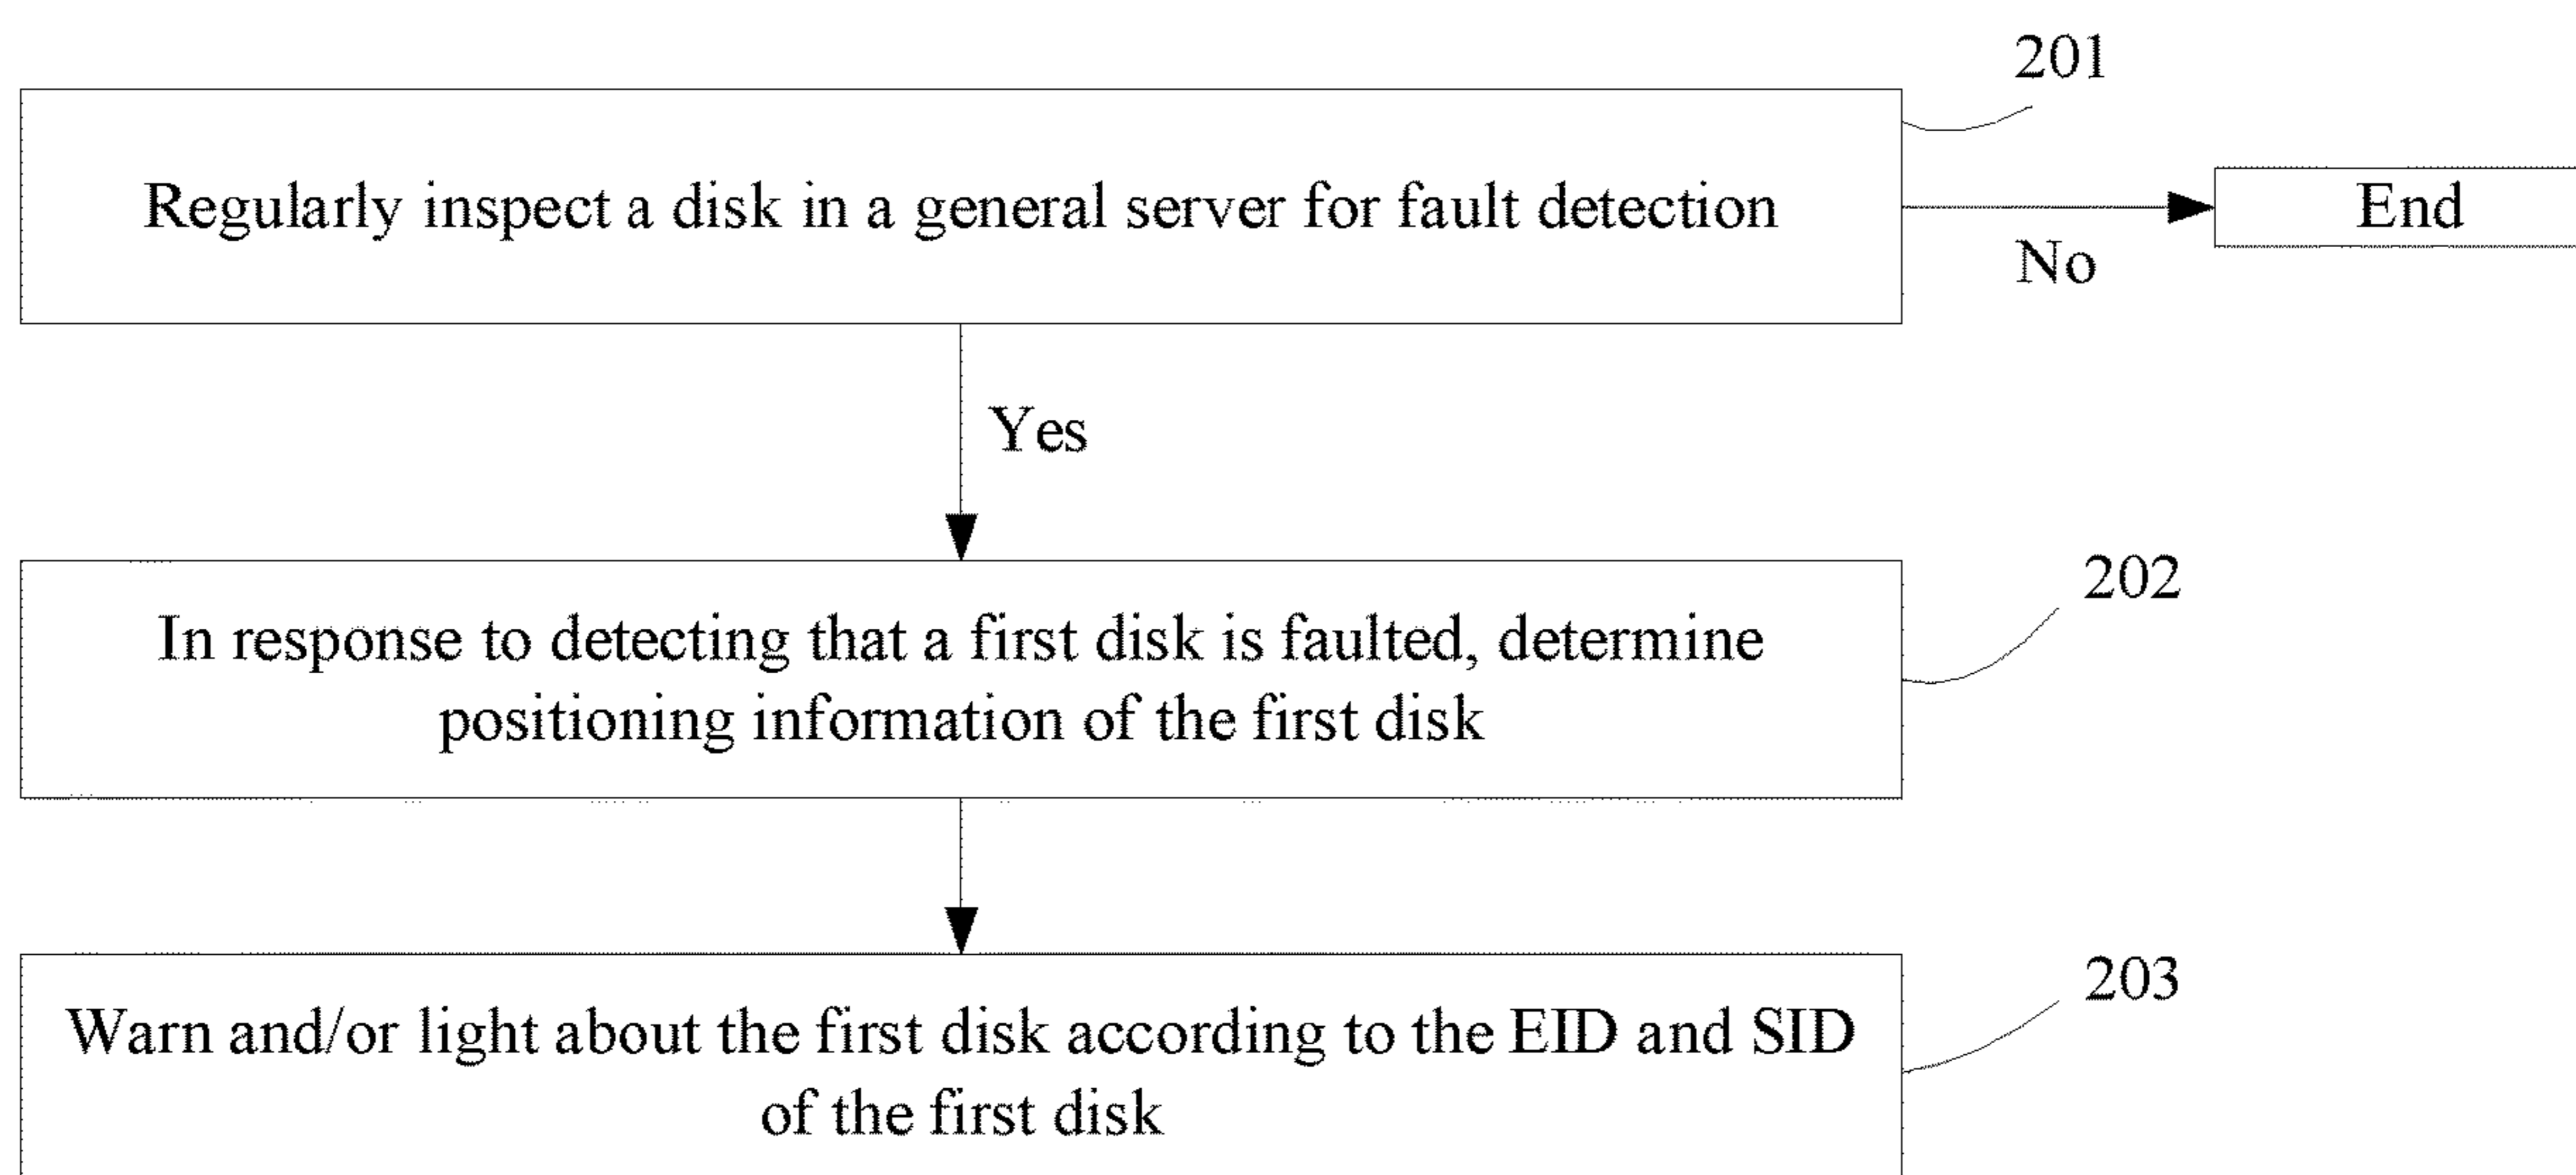 201
Regularly inspect a disk in a general server for fault detection
End
No
Yes
202
In response to detecting that a first disk is faulted, determine
positioning information of the first disk
203
Warn and/or light about the first disk according to the EID and SID
of the first disk